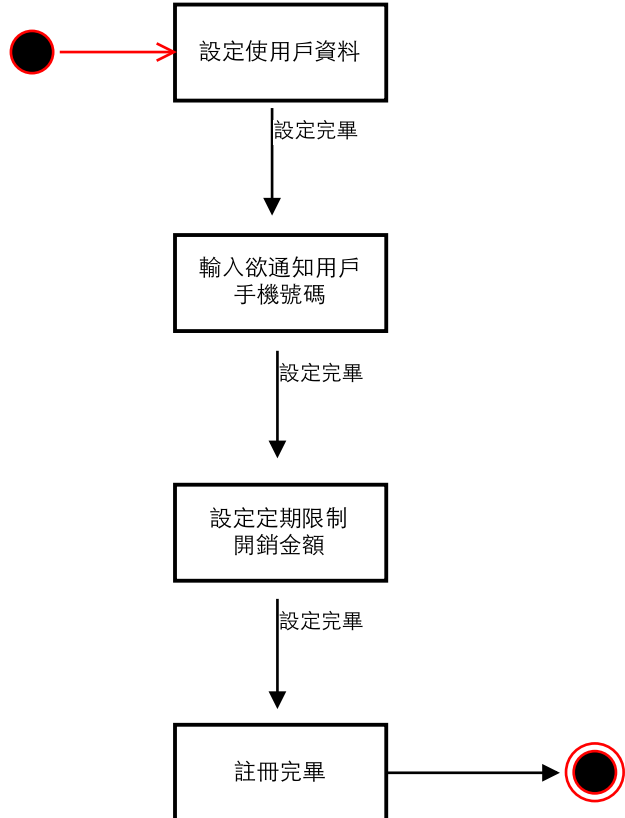 設定使用戶資料
設定完畢
輸入欲通知用戶
手機號碼
設定完畢
設定定期限制
開銷金額
設定完畢
註冊完畢